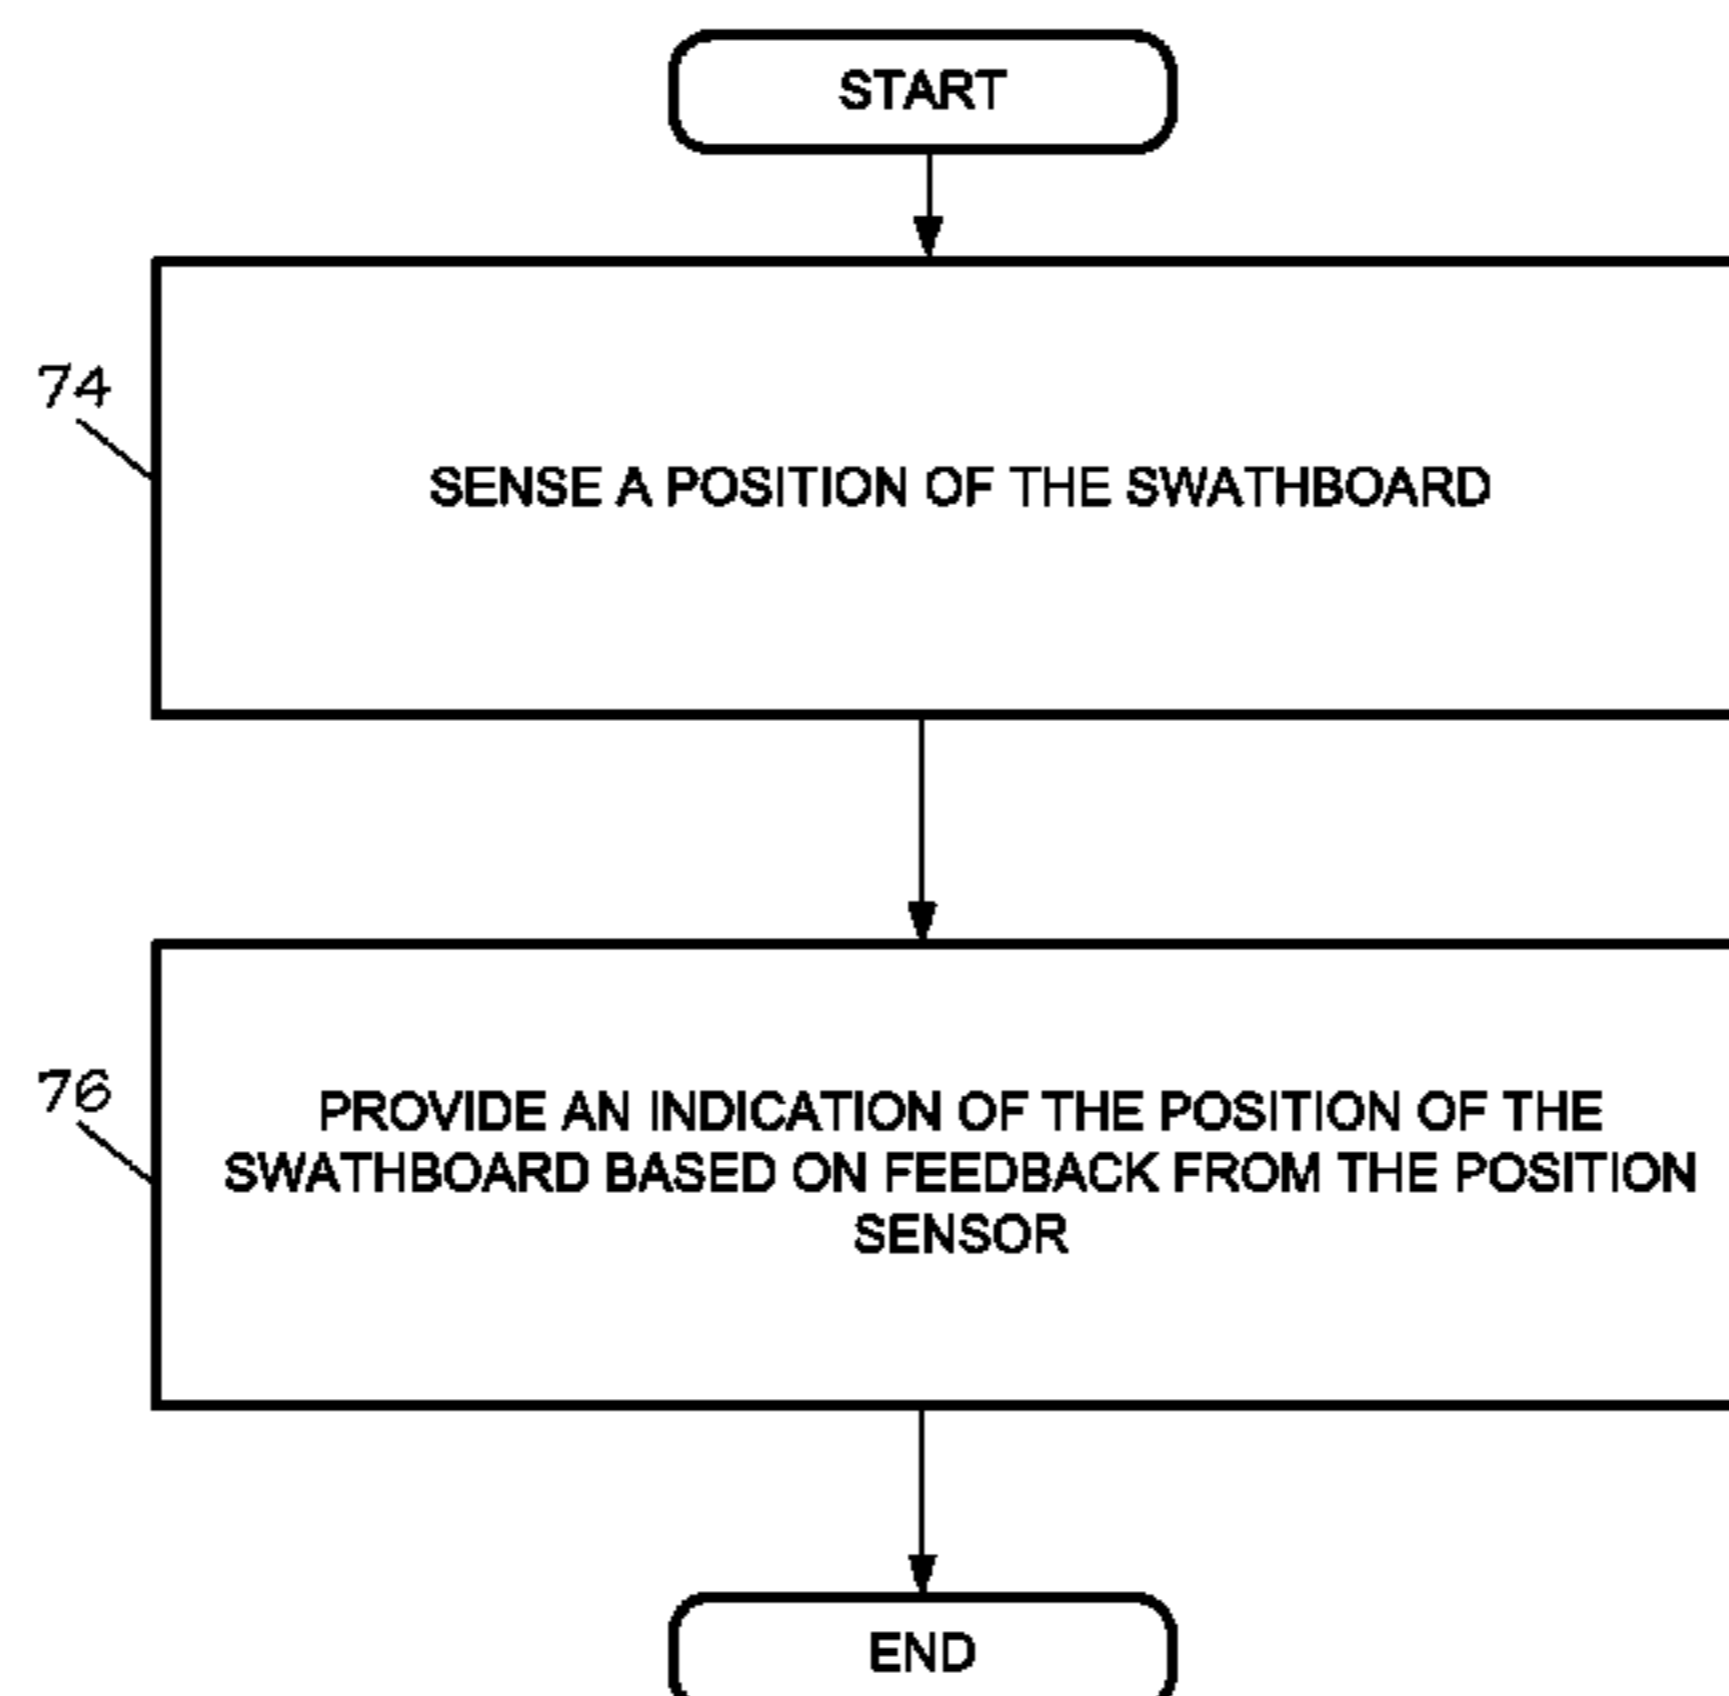 START
74
SENSE A POSITION OF THE SWATHBOARD
76
PROVIDE AN INDICATION OF THE POSITION OF THE
SWATHBOARD BASED ON FEEDBACK FROM THE POSITION
SENSOR
END